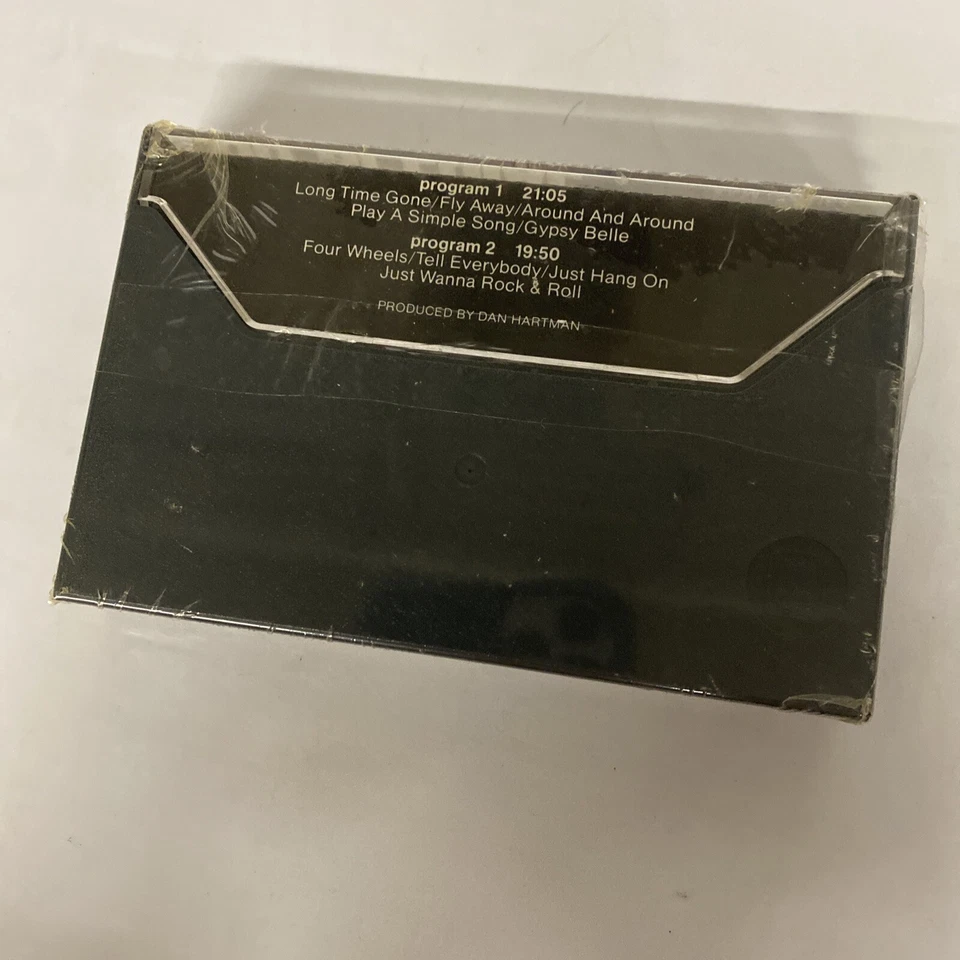 program 1 21:05
Long Time Gone/Fly Away/Around And Around
Play A Simple Song/Gypsy Belle
program 2 19:50
Four Wheels/Tell Everybody/Just Hang On
Just Wanna Rock & Roll
PRODUCED BY DAN HARTMAN